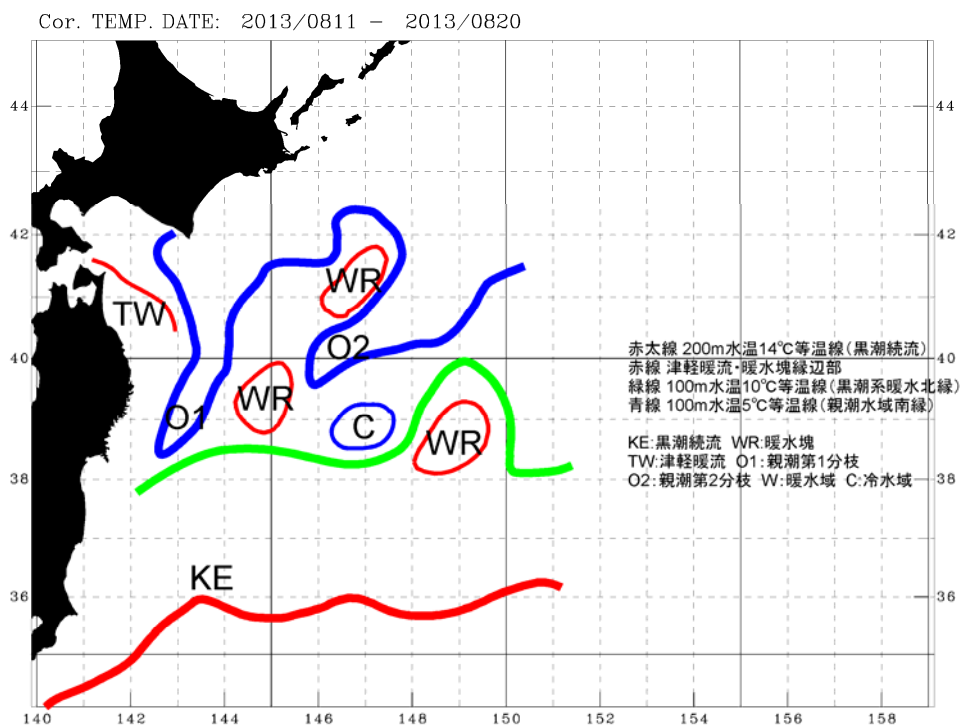 Cor. TEMP. DATE: 2013/0811 - 2013/0820
44 44
42 42
WR
TW
O2
40 40
赤太線 200m水温14℃等温線(黒潮続流)
赤線 津軽暖流・暖水塊縁辺部
緑線 100m水温10℃等温線(黒潮系暖水北縁)
青線 100m水温5℃等温線(親潮水域南縁)
WR
O1
C
WR
KE:黒潮続流 WR:暖水塊
TW:津軽暖流 O1:親潮第1分枝
O2:親潮第2分枝 W:暖水域 C:冷水域
38 38
KE
36 36
140 142 144 146 148 150 152 154 156 158